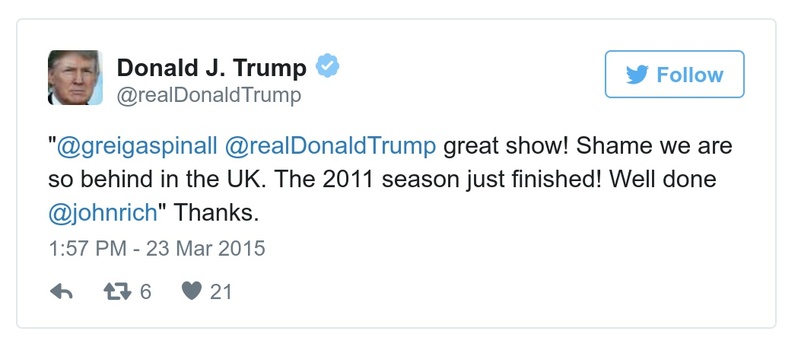 Donald J. Trump
@realDonaldTrump
Follow
"@greigaspinall @realDonaldTrump great show! Shame we are
so behind in the UK. The 2011 season just finished! Well done
@johnrich" Thanks.
1:57 PM - 23 Mar 2015
6 21